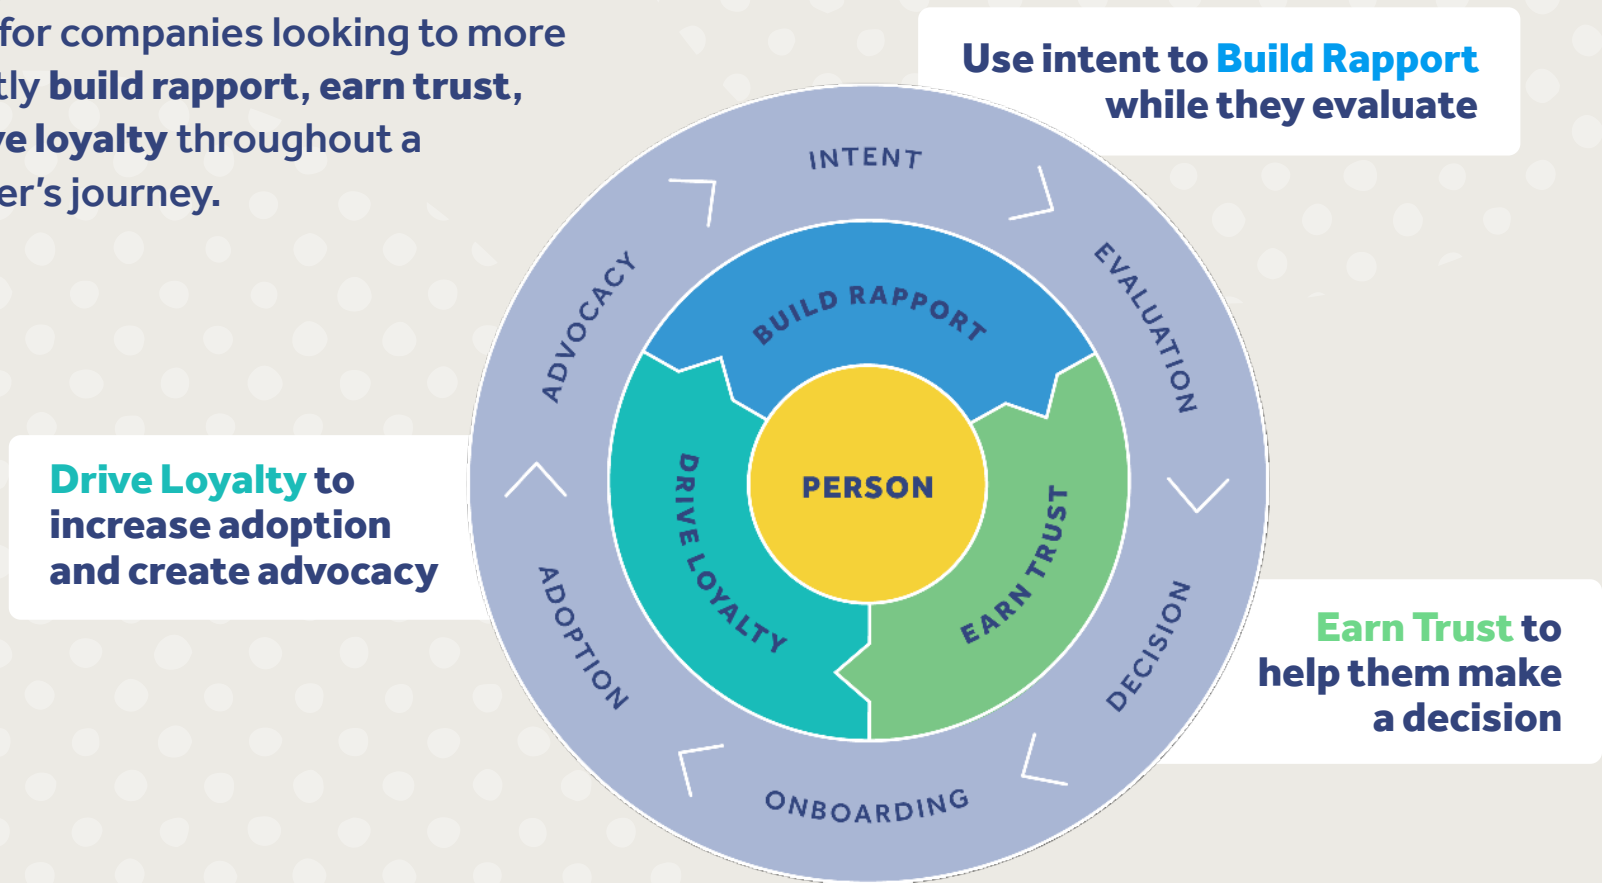 for companies looking to more
tly build rapport, earn trust,
ve loyalty throughout a
er's journey.
Use intent to Build Rapport
while they evaluate
INTENT
EVALUATION
DECISION
ONBOARDING
ADOPTION
ADVOCACY
BUILD RAPPORT
EARN TRUST
DRIVE LOYALTY
PERSON
Drive Loyalty to
increase adoption
and create advocacy
Earn Trust to
help them make
a decision